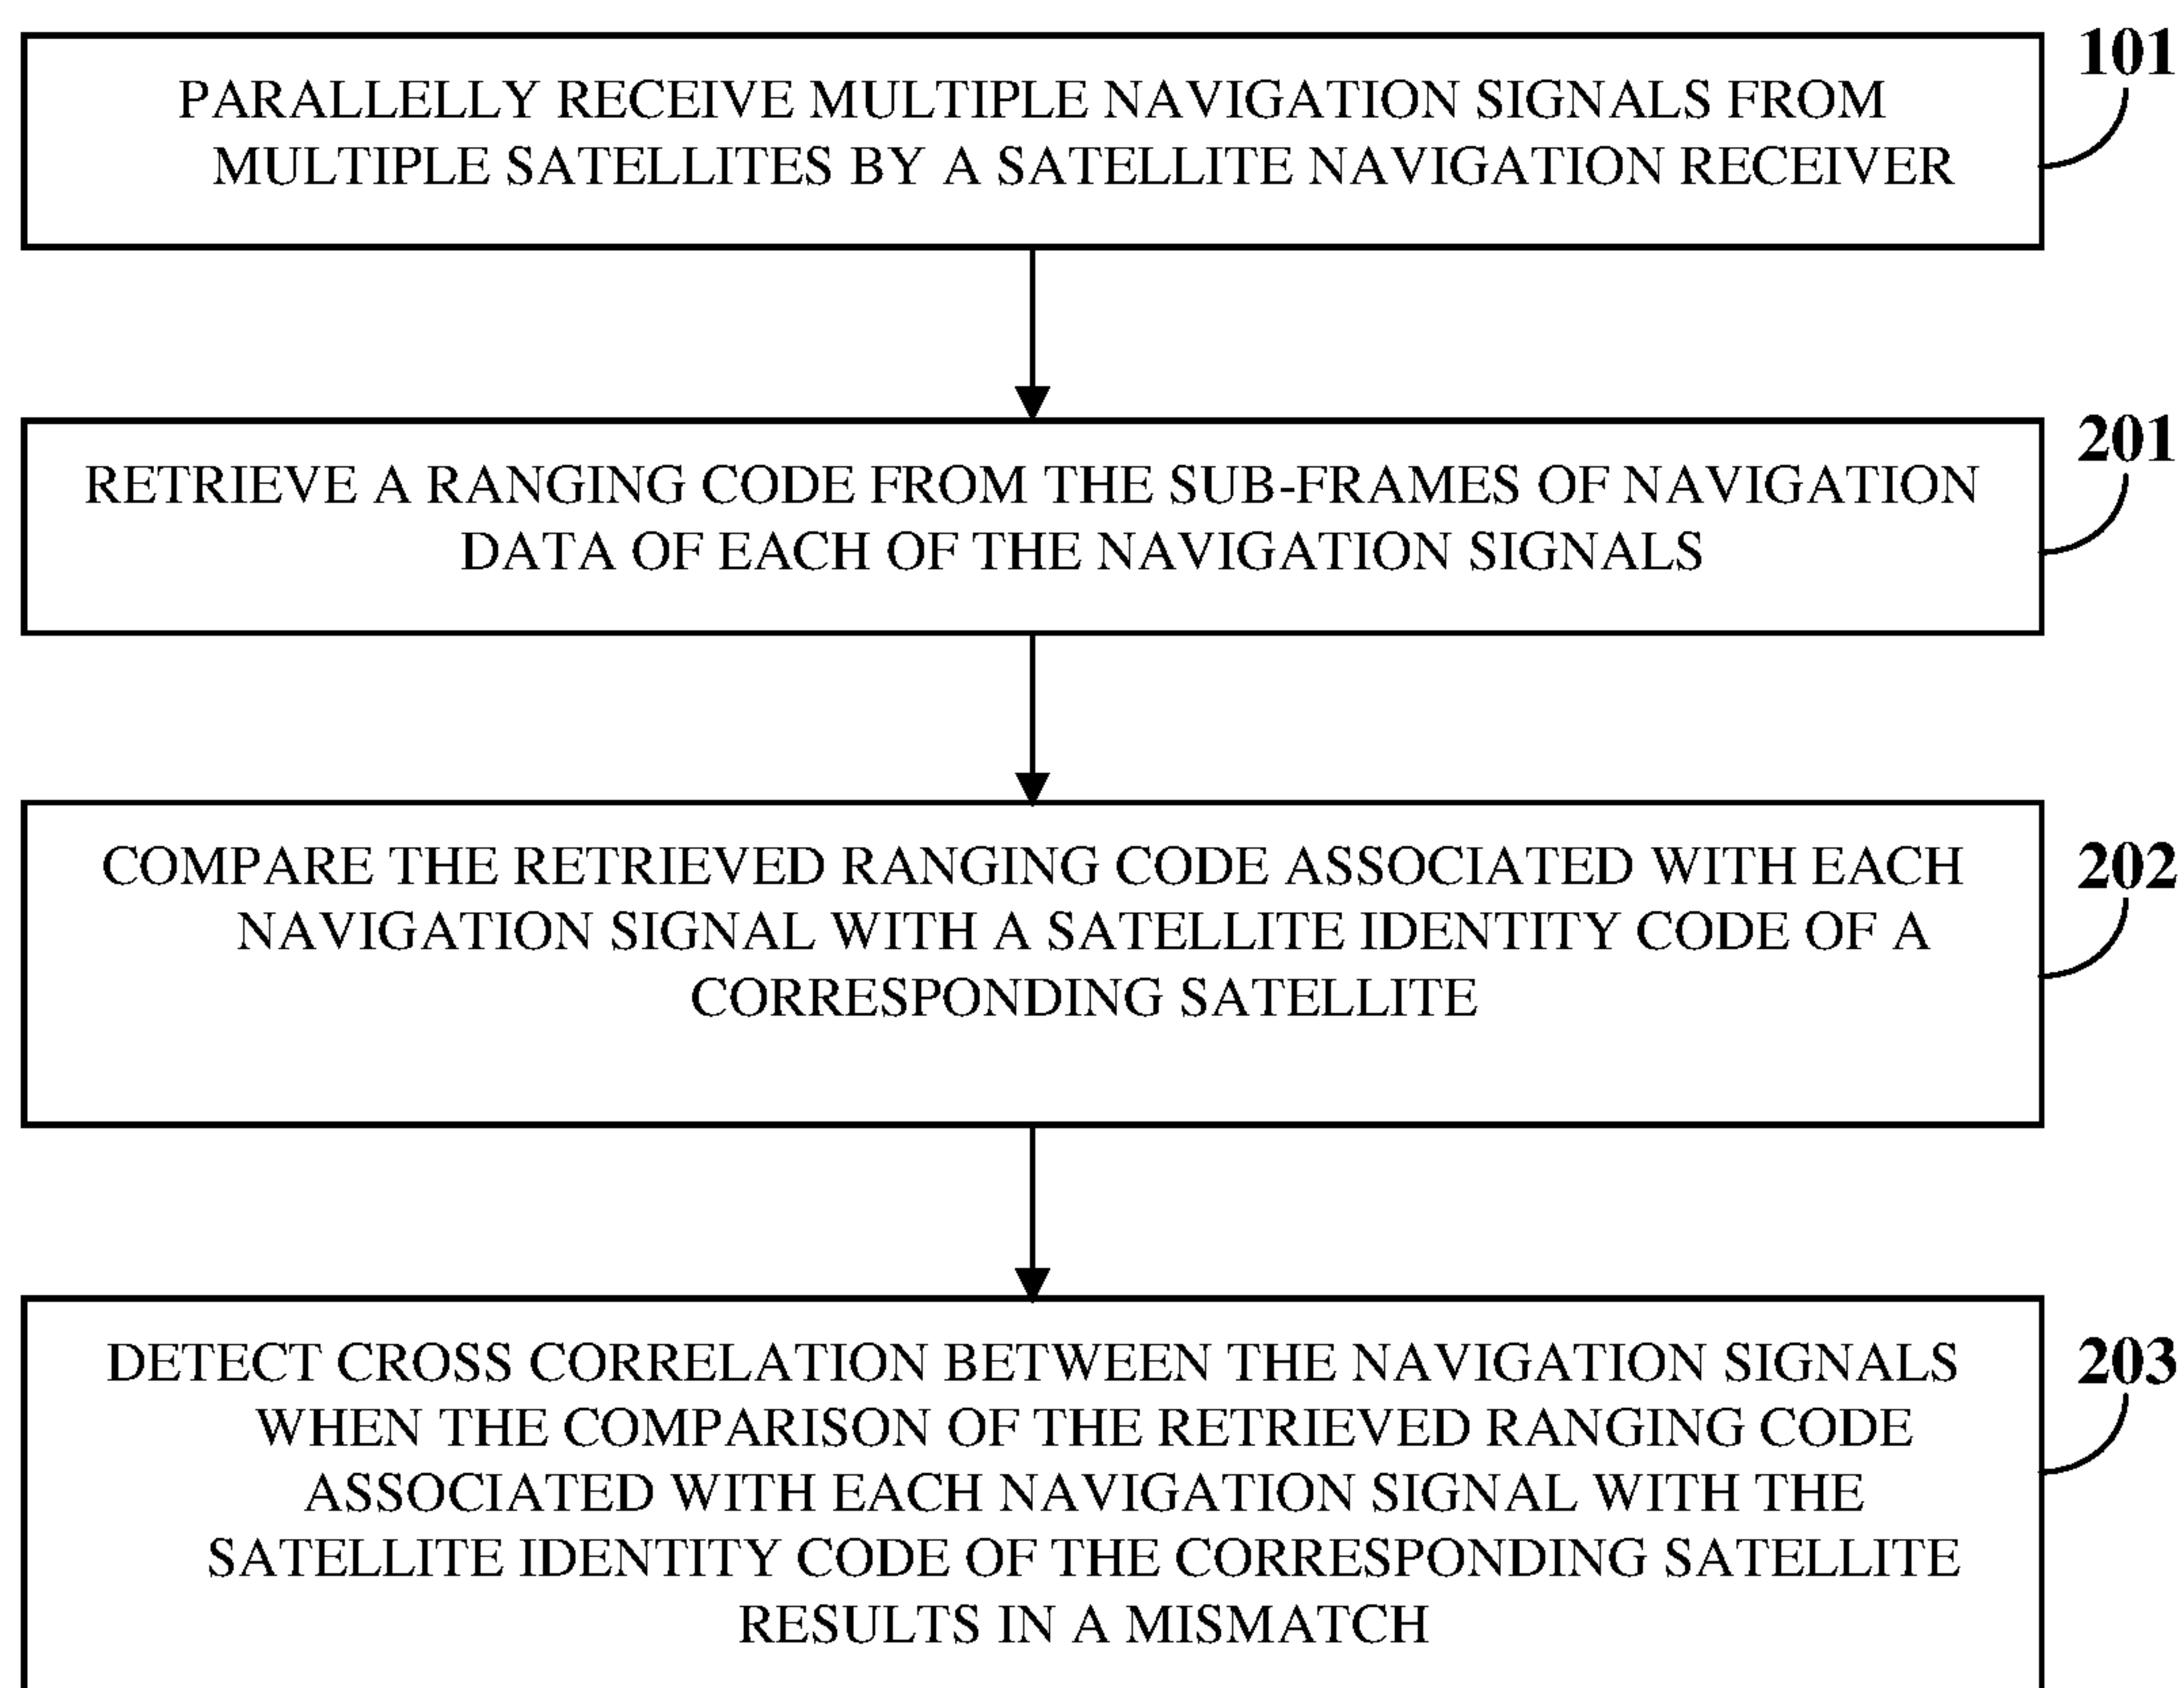 101
PARALLELLY RECEIVE MULTIPLE NAVIGATION SIGNALS FROM
MULTIPLE SATELLITES BY A SATELLITE NAVIGATION RECEIVER
201
RETRIEVE A RANGING CODE FROM THE SUB-FRAMES OF NAVIGATION
DATA OF EACH OF THE NAVIGATION SIGNALS
202
COMPARE THE RETRIEVED RANGING CODE ASSOCIATED WITH EACH
NAVIGATION SIGNAL WITH A SATELLITE IDENTITY CODE OF A
CORRESPONDING SATELLITE
203
DETECT CROSS CORRELATION BETWEEN THE NAVIGATION SIGNALS
WHEN THE COMPARISON OF THE RETRIEVED RANGING CODE
ASSOCIATED WITH EACH NAVIGATION SIGNAL WITH THE
SATELLITE IDENTITY CODE OF THE CORRESPONDING SATELLITE
RESULTS IN A MISMATCH